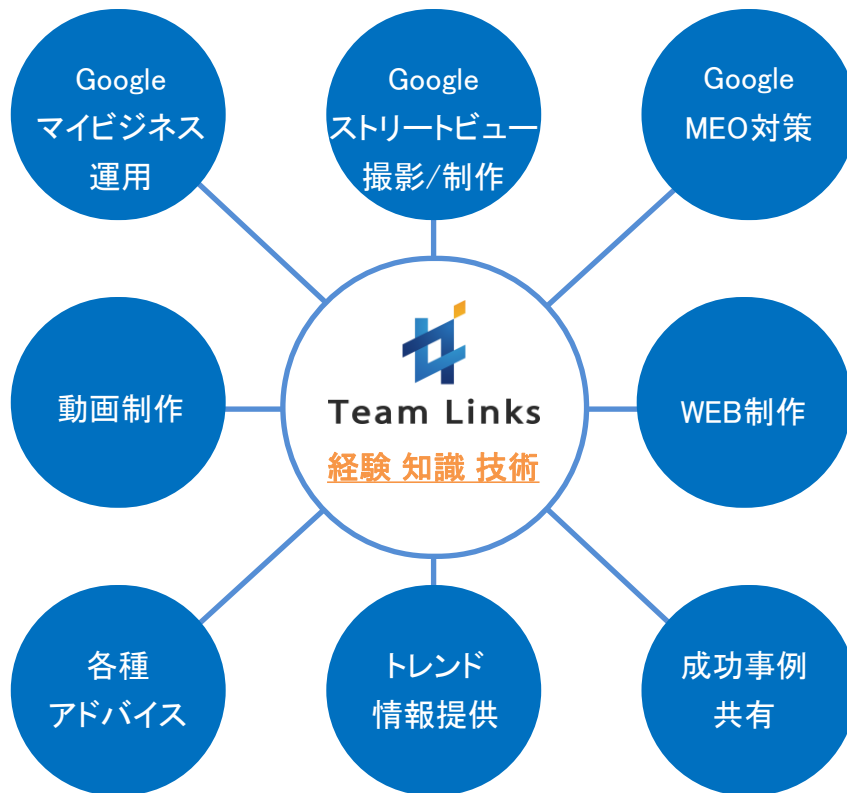 Google
マイビジネス
運用
Google
ストリートビュー
撮影/制作
Google
MEO対策
動画制作
Team Links
経験 知識 技術
WEB制作
各種
アドバイス
トレンド
情報提供
成功事例
共有